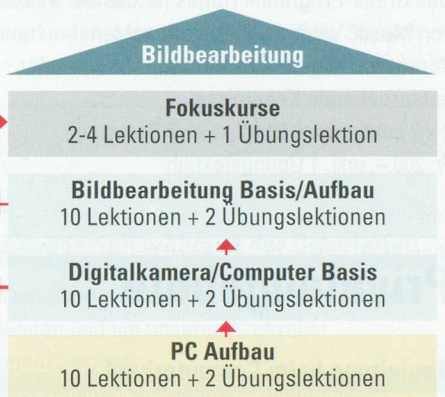 Bildbearbeitung
Fokuskurse
2-4 Lektionen + 1 Übungslektion
Bildbearbeitung Basis/Aufbau
10 Lektionen + 2 Übungslektionen
Digitalkamera/Computer Basis
10 Lektionen + 2 Übungslektionen
PC Aufbau
10 Lektionen + 2 Übungslektionen